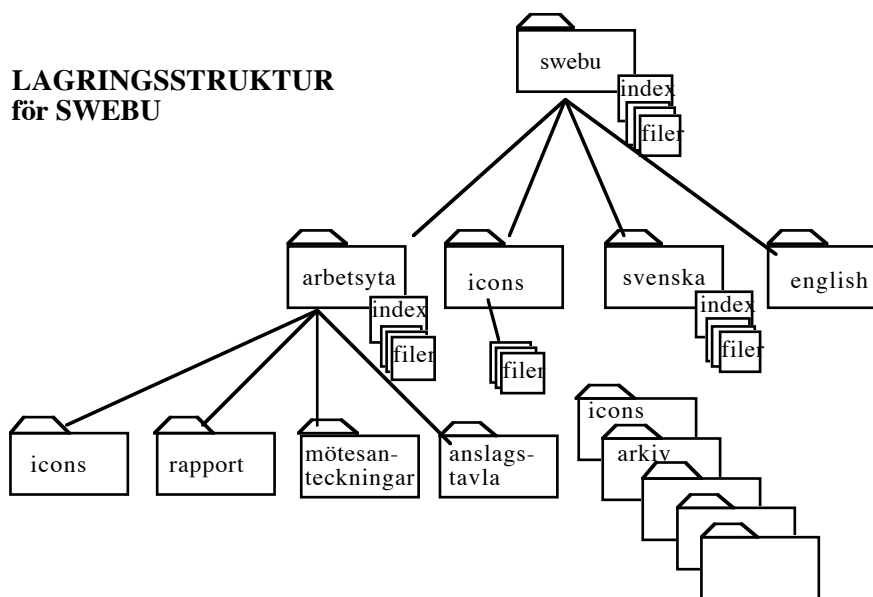 LAGRINGSSTRUKTUR
för SWEBU
swebu
index
filer
arbetsyta
icons
svenska
english
index
filer
filer
index
filer
icons
rapport
mötesan-
teckningar
anslags-
tavla
icons
arkiv